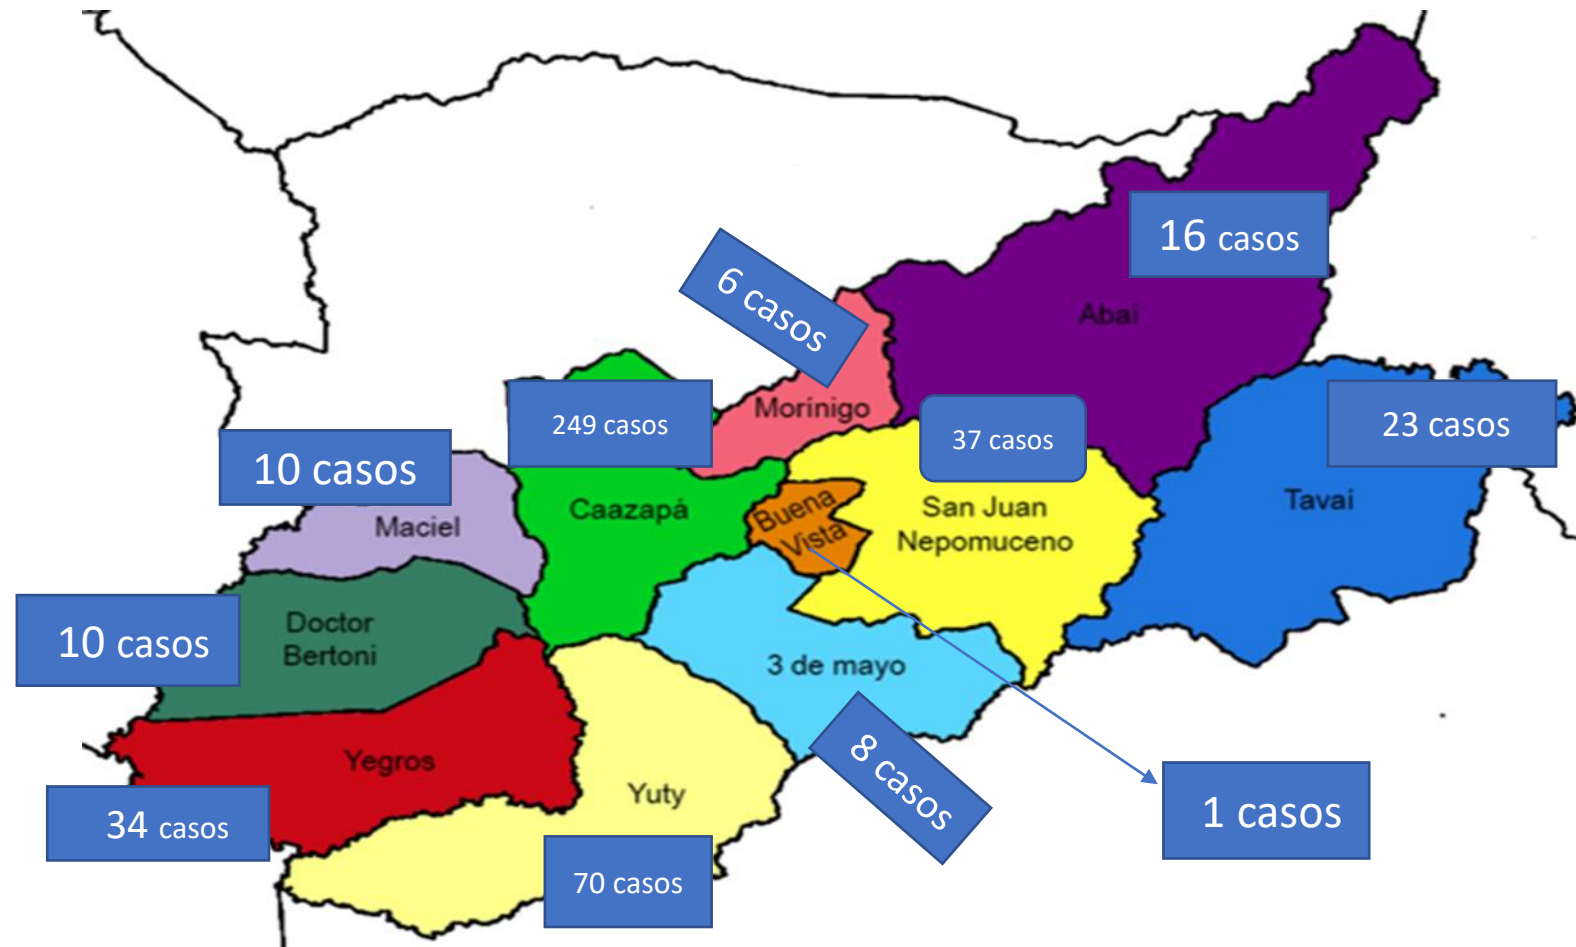 16 casos
6 casos
Abai
Morínigo
249 casos
37 casos
23 casos
10 casos
Caazapá
Buena
Vista
San Juan
Nepomuceno
Tavai
Maciel
10 casos
Doctor
Bertoni
3 de mayo
Yegros
8 casos
Yuty
34 casos
1 casos
70 casos